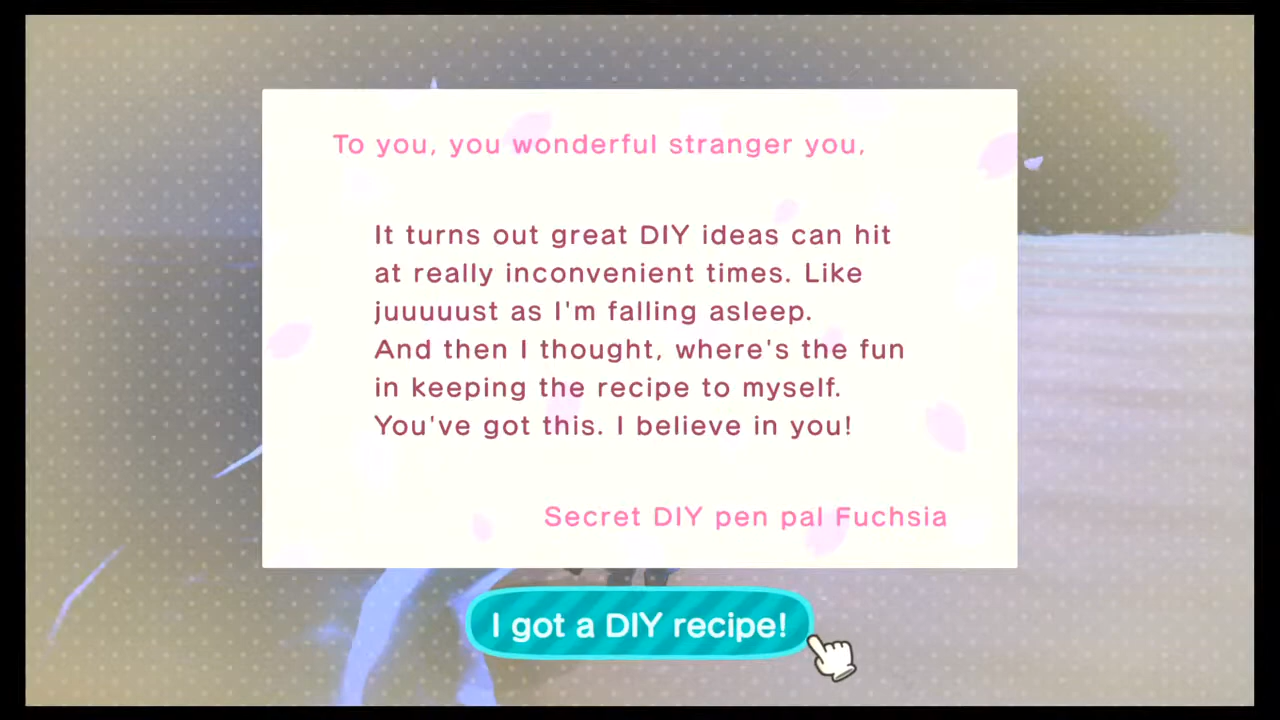 To you, you wonderful stranger you,
It turns out great DIY ideas can hit
at really inconvenient times. Like
juuuuust as I'm falling asleep.
And then I thought, where's the fun
in keeping the recipe to myself.
You've got this. I believe in you!
Secret DIY pen pal Fuchsia
I got a DIY recipe!